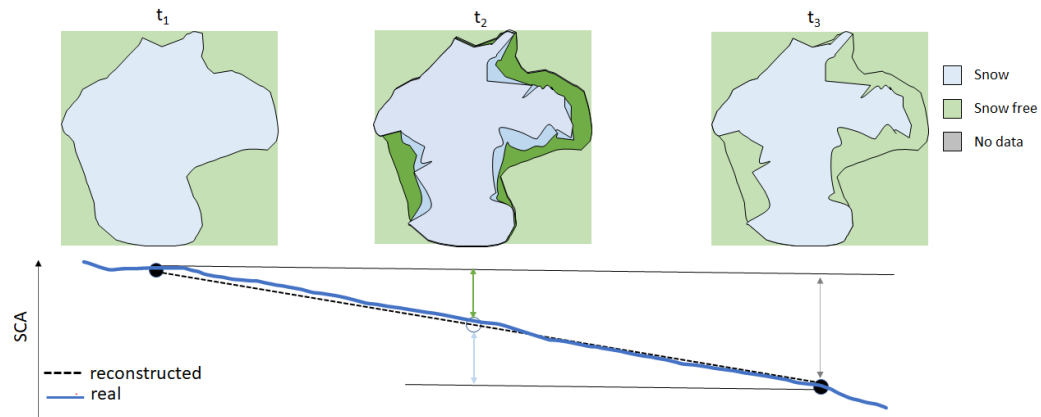 t1
t2
t3
Snow
Snow free
No data
SCA
reconstructed
real